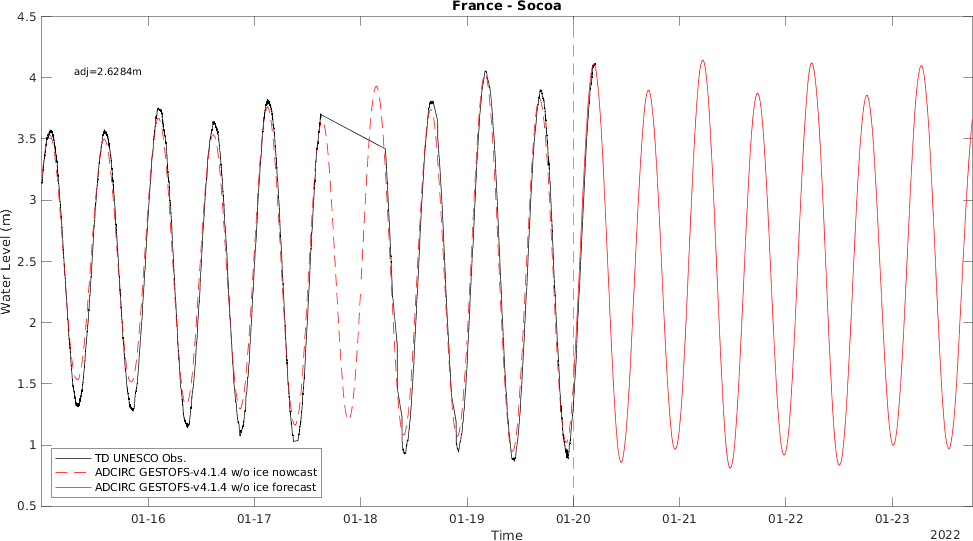 France - Socoa
adj=2.6284m
Water Level (m)
4.5
4
3.5
3
2.5
2
1.5
1
0.5
TD UNESCO Obs.
ADCIRC GESTOFS-v4.1.4 w/o ice nowcast
ADCIRC GESTOFS-v4.1.4 w/o ice forecast
01-16 01-17 01-18 01-19 01-20 01-21 01-22 01-23
Time
2022